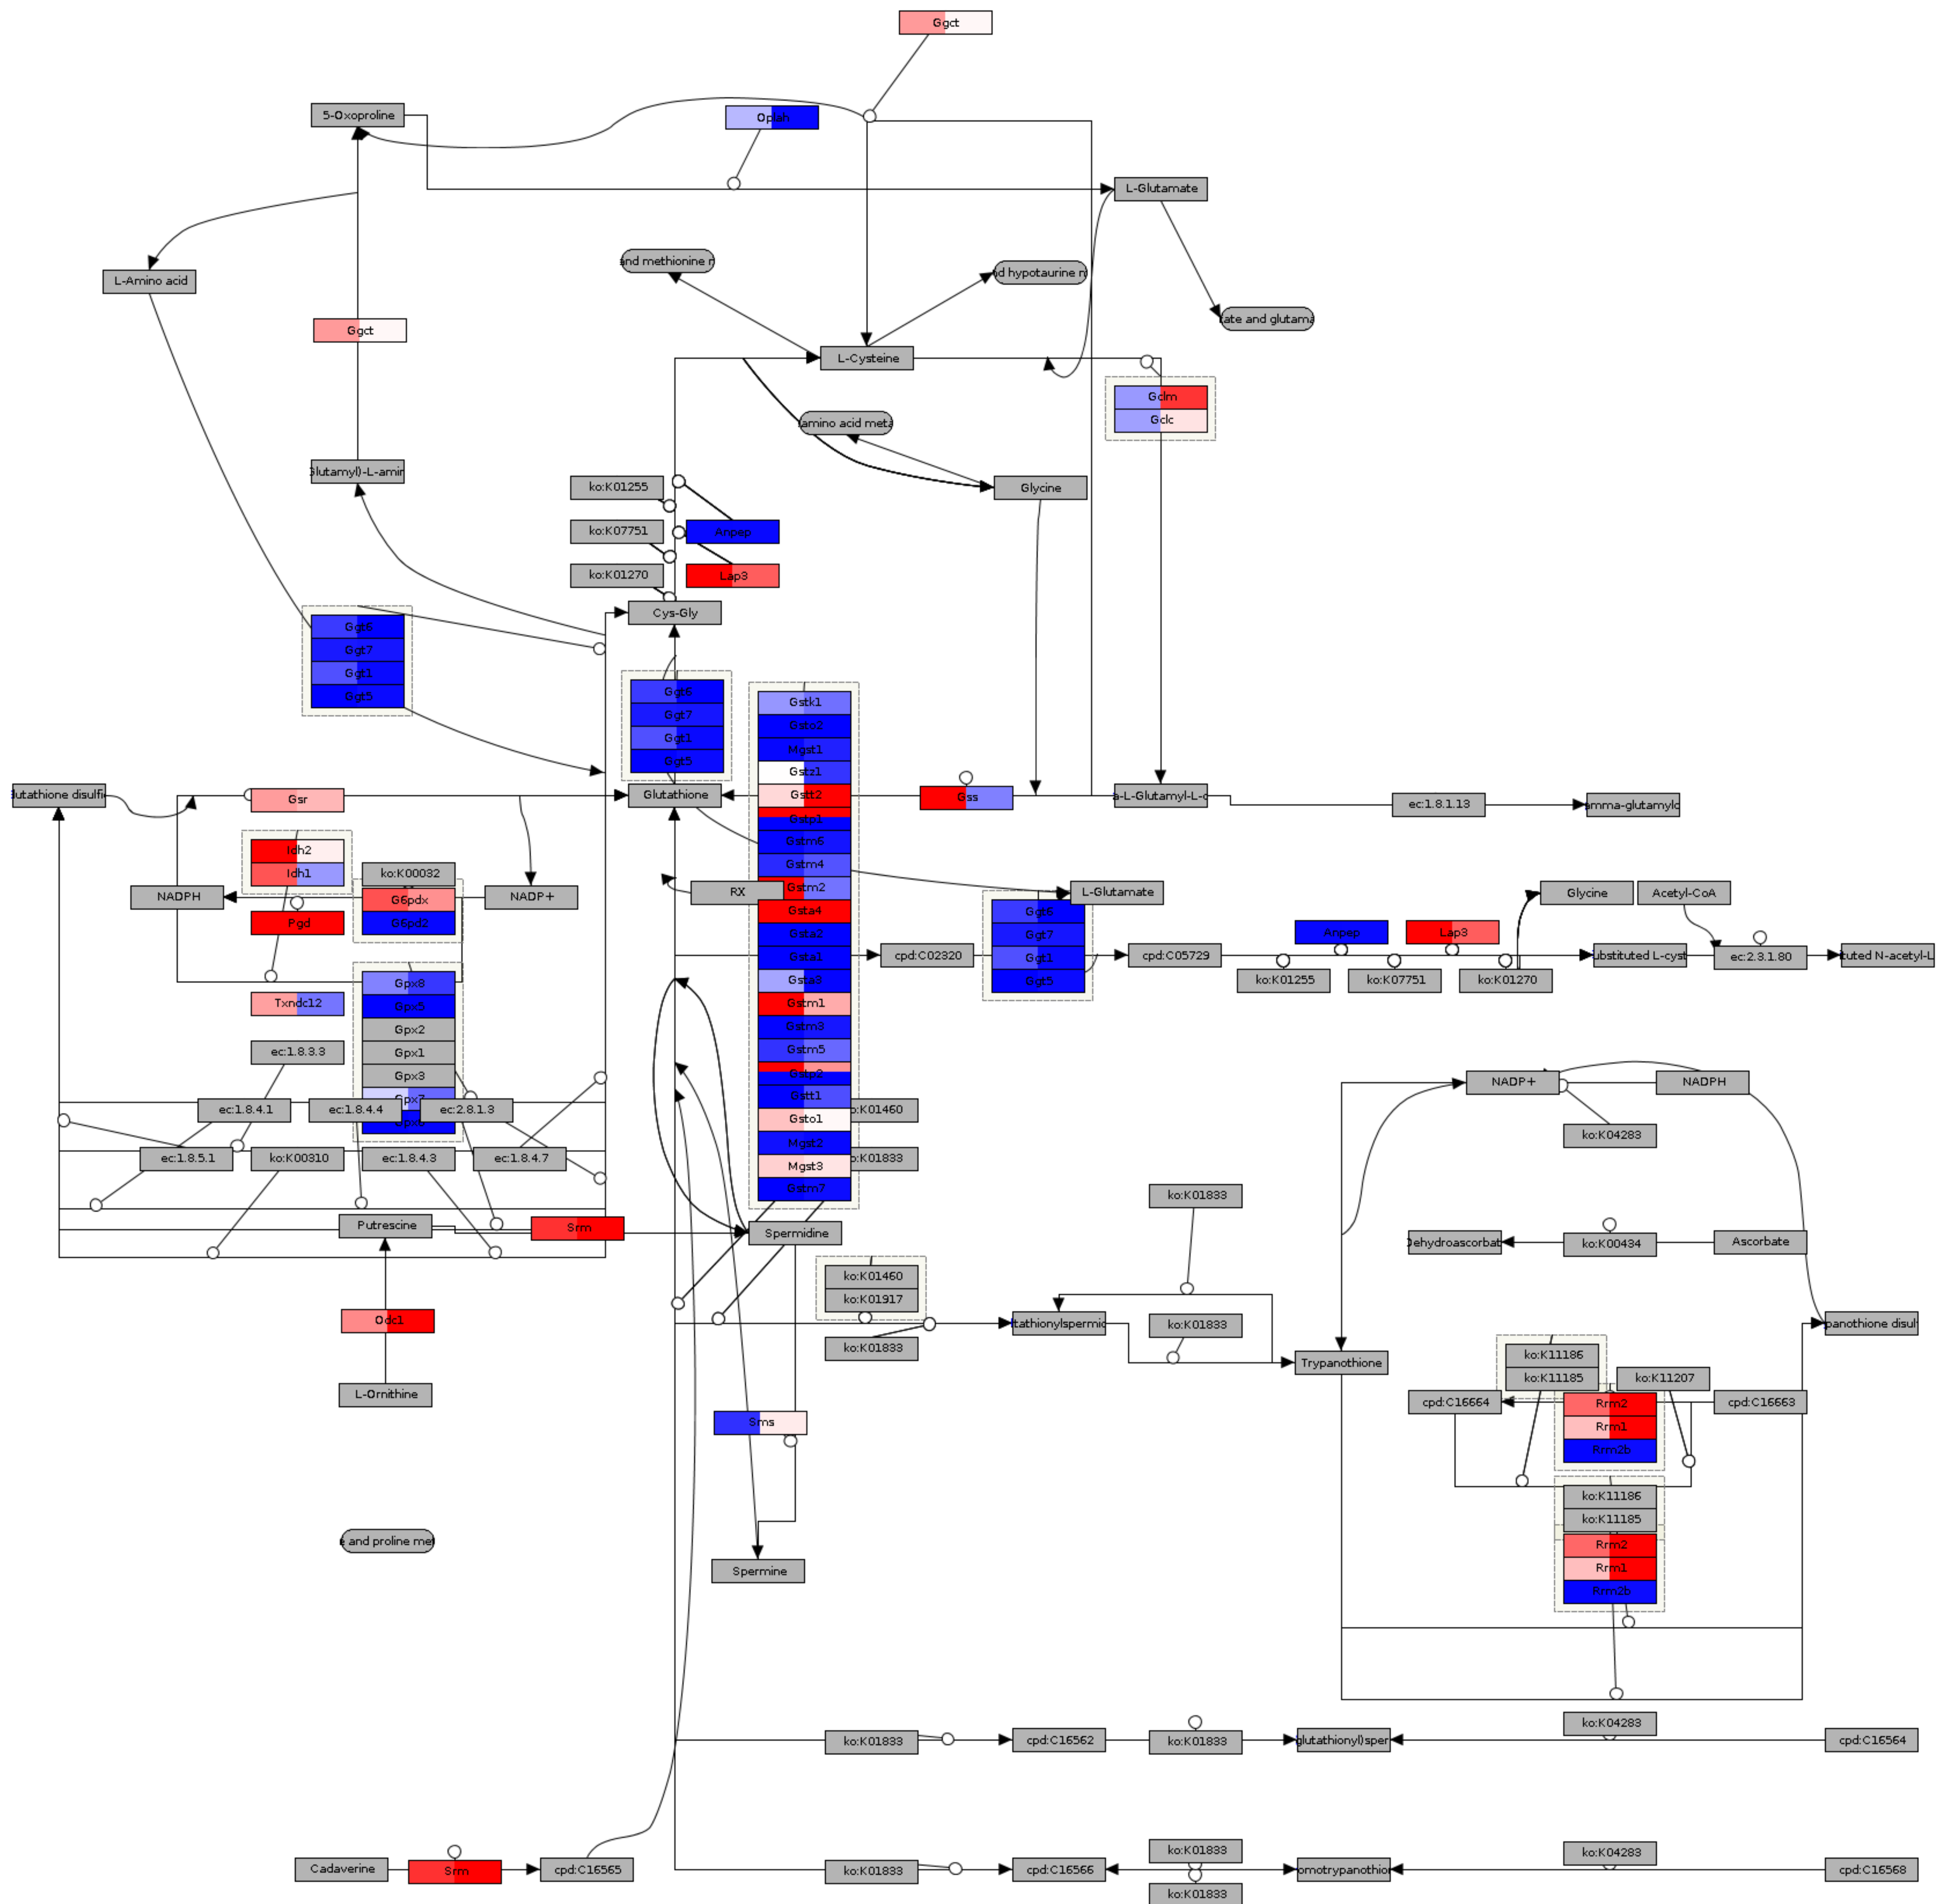 Ggct
5-Oxoproline
Oplah
L-Glutamate
L-Amino acid
and methionine
d hypotaurine
ate and glutama
Ggct
L-Cysteine
Gclm
Gclc
amino acid meta
Glutamyl)-L-amin
ko:K01255
Glycine
ko:K07751
Anpep
ko:K01270
Lap3
Cys-Gly
Ggt6
Ggt7
Ggt1
Ggt5
Ggt6
Ggt7
Ggt1
Ggt5
Gstk1
Gsto2
Mgst1
Gstz1
Gstt2
Gstp1
Gstm6
Gstm4
Gstm2
Gsta4
Gsta2
Gsta1
Gsta3
Gstm1
Gstm3
Gstm5
Gstp2
Gstt1
Gsto1
Mgst2
Mgst3
Gstm7
lutathione disulfi
Gsr
Glutathione
Gss
a-L-Glutamyl-L-c
ec:1.8.1.13
amma-glutamylc
Idh2
Idh1
ko:K00032
NADPH
G6pdx
G6pd2
NADP+
Pgd
RX
L-Glutamate
Ggt6
Ggt7
Ggt1
Ggt5
Glycine
Acetyl-CoA
Anpep
Lap3
cpd:C02320
cpd:C05729
ubstituted L-cyst
ec:2.3.1.80
tuted N-acetyl-L
ko:K01255
ko:K07751
ko:K01270
Gpx8
Gpx5
Gpx2
Gpx1
Gpx3
Gpx7
Gpx6
Txndc12
ec:1.8.3.3
ec:1.8.4.1
ec:1.8.4.4
ec:2.8.1.3
o:K01460
ec:1.8.5.1
ko:K00310
ec:1.8.4.3
ec:1.8.4.7
o:K01833
NADP+
NADPH
ko:K04283
ko:K01833
Putrescine
Srm
Spermidine
Dehydroascorbat
ko:K00434
Ascorbate
ko:K01460
ko:K01917
ko:K01833
Odc1
tathionylspermid
ko:K01833
panothione disul
Trypanothione
L-Ornithine
ko:K11186
ko:K11185
ko:K11207
cpd:C16664
Rrm2
Rrm1
Rrm2b
cpd:C16663
Sms
ko:K11186
ko:K11185
Rrm2
Rrm1
Rrm2b
e and proline met
Spermine
ko:K01833
cpd:C16562
ko:K01833
glutathionyl)sper
ko:K04283
cpd:C16564
Cadaverine
Srm
cpd:C16565
ko:K01833
cpd:C16566
ko:K01833
ko:K01833
omotrypanothion
ko:K04283
cpd:C16568